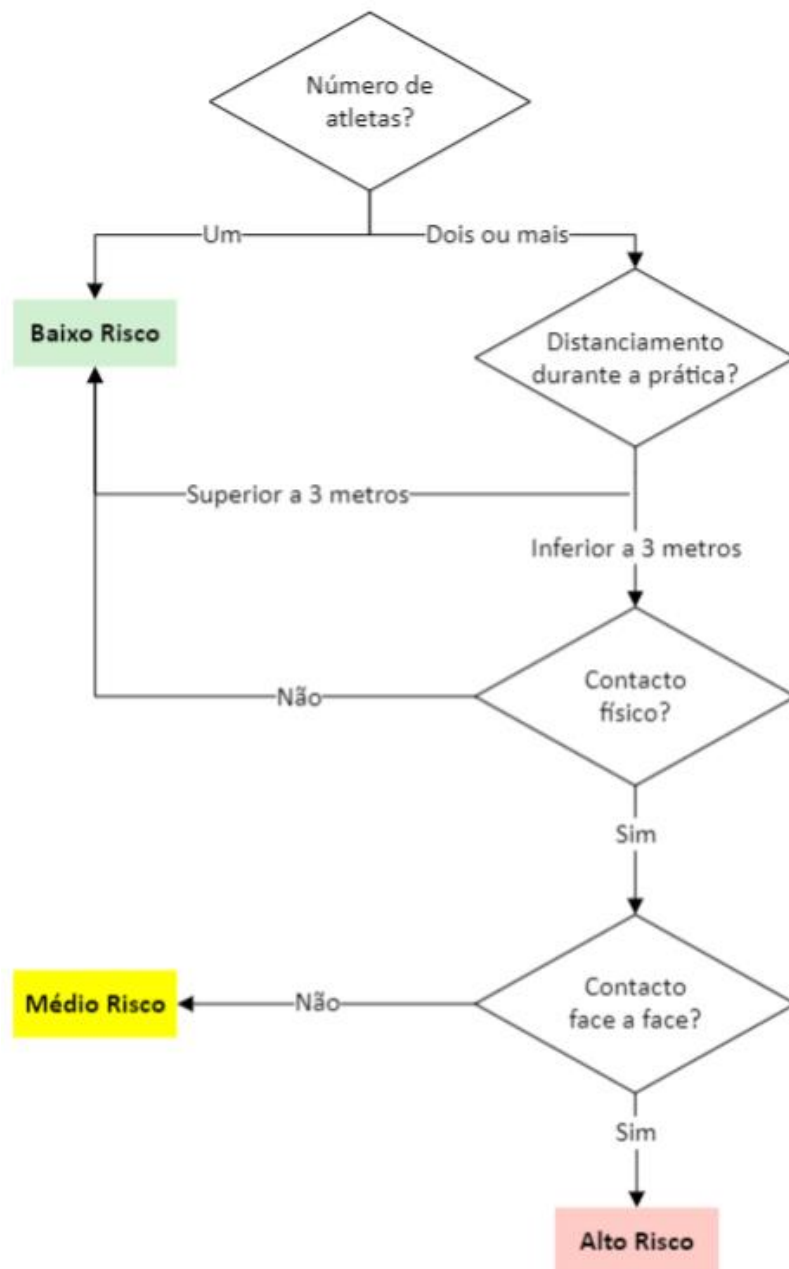 Número de
atletas?
Um
Dois ou mais
Baixo Risco
Distanciamento
durante a prática?
Superior a 3 metros
Inferior a 3 metros
Contacto
físico?
Não
Sim
Contacto
face a face?
Médio Risco
Não
Sim
Alto Risco